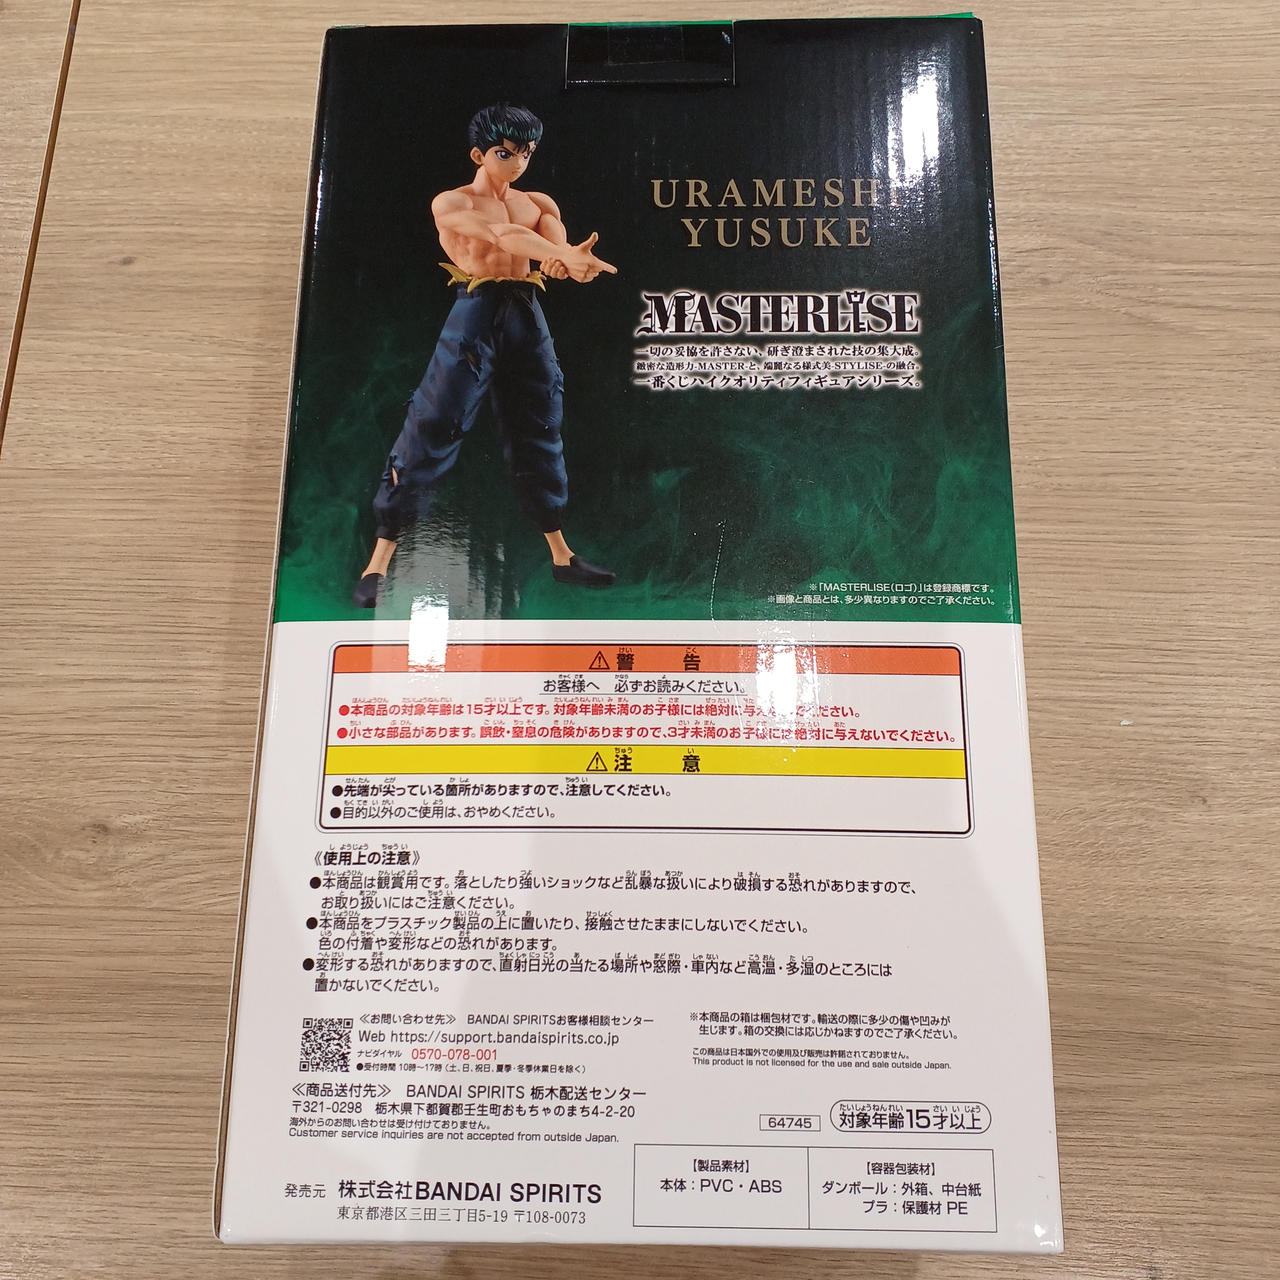 URAMESHI
YUSUKE
MASTERLISE
一切の妥協を許さない、研ぎ澄まされた技の集大成。
緻密な造形力-MASTER-と、端麗なる様式美-STYLISE-の融合。
一番くじハイクオリティフィギュアシリーズ。
※「MASTERLISE(ロゴ)」は登録商標です。
※画像と商品とは、多少異なりますのでご了承ください。
警告
お客様へ 必ずお読みください。
●本商品の対象年齢は15才以上です。対象年齢未満のお子様には絶対に与えないでください。
●小さな部品があります。誤飲・窒息の危険がありますので、3才未満のお子様には絶対に与えないでください。
注意
●先端が尖っている箇所がありますので、注意してください。
●目的以外のご使用は、おやめください。
《使用上の注意》
●本商品は観賞用です。落としたり強いショックなど乱暴な扱いにより破損する恐れがありますので、
お取り扱いにはご注意ください。
●本商品をプラスチック製品の上に置いたり、接触させたままにしないでください。
色の付着や変形などの恐れがあります。
●変形する恐れがありますので、直射日光の当たる場所や窓際・車内など高温・多湿のところには
置かないでください。
≪お問い合わせ先≫ BANDAI SPIRITSお客様相談センター
Web https://support.bandaispirits.co.jp
ナビダイヤル 0570-078-001
●受付時間 10時〜17時(土、日、祝日、夏季・冬季休業日を除く)
※本商品の箱は梱包材です。輸送の際に多少の傷や凹みが
生じます。箱の交換には応じかねますのでご了承ください。
この商品は日本国外での使用及び販売は許諾されておりません。
This product is not licensed for the use and sale outside Japan.
≪商品送付先≫ BANDAI SPIRITS 栃木配送センター
〒321-0298 栃木県下都賀郡壬生町おもちゃのまち4-2-20
海外からのお問い合わせは受け付けておりません。
Customer service inquiries are not accepted from outside Japan.
64745
対象年齢15才以上
発売元 株式会社BANDAI SPIRITS
東京都港区三田三丁目5-19 〒108-0073
【製品素材】
本体：PVC・ABS
【容器包装材】
ダンボール：外箱、中台紙
プラ：保護材 PE